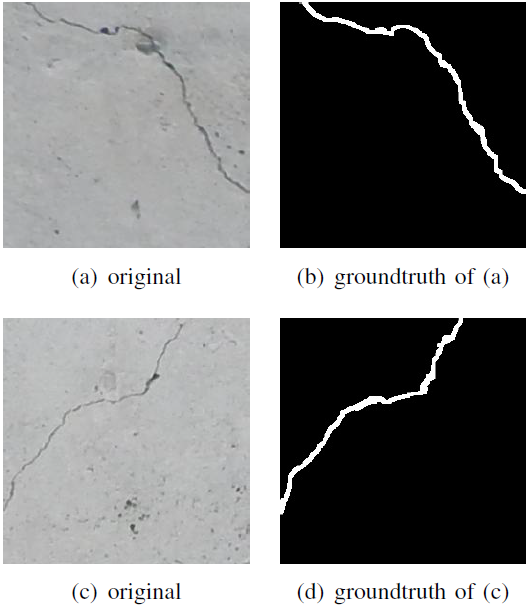 (a) original
(b) groundtruth of (a)
(c) original
(d) groundtruth of (c)